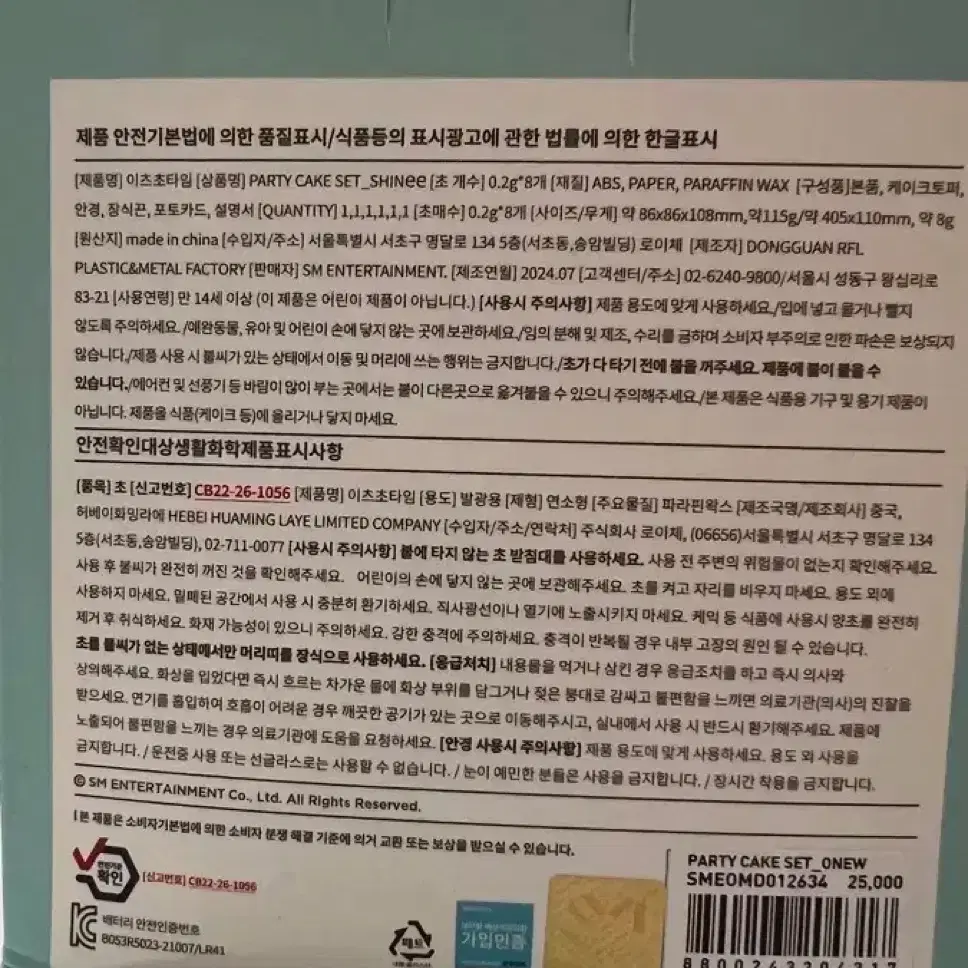 제품 안전기본법에 의한 품질표시/식품등의 표시광고에 관한 법률에 의한 한글표시
[제품명] 이츠초타임 [상품명] PARTY CAKE SET_SHINee [초 개수] 0.2g*8개 [재질] ABS, PAPER, PARAFFIN WAX [구성품]본품, 케이크토퍼,
안경, 장식끈, 포토카드, 설명서 [QUANTITY] 1,1,1,1,1,1 [초매수] 0.2g*8개 [사이즈/무게] 약 86x86x108mm,약115g/약 405x110mm, 약 8g
[원산지] made in china [수입자/주소] 서울특별시 서초구 명달로 134 5층(서초동,송암빌딩) 로이체 [제조자] DONGGUAN RFL
PLASTIC&METAL FACTORY [판매자] SM ENTERTAINMENT. [제조연월] 2024.07 [고객센터/주소] 02-6240-9800/서울시 성동구 왕십리로
83-21 [사용연령] 만 14세 이상 (이 제품은 어린이 제품이 아닙니다.) [사용시 주의사항] 제품 용도에 맞게 사용하세요./입에 넣고 물거나 빨지
않도록 주의하세요. /애완동물, 유아 및 어린이 손에 닿지 않는 곳에 보관하세요./임의 분해 및 제조, 수리를 금하며 소비자 부주의로 인한 파손은 보상되지
않습니다./제품 사용 시 불씨가 있는 상태에서 이동 및 머리에 쓰는 행위는 금지합니다./초가 다 타기 전에 불을 꺼주세요. 제품에 불이 붙을 수
있습니다./에어컨 및 선풍기 등 바람이 많이 부는 곳에서는 불이 다른곳으로 옮겨붙을 수 있으니 주의해주세요./본 제품은 식품용 기구 및 용기 제품이
아닙니다. 제품을 식품(케이크 등)에 올리거나 닿지 마세요.
안전확인대상생활화학제품표시사항
[품목] 초 [신고번호] CB22-26-1056 [제품명] 이츠초타임 [용도] 발광용 [제형] 연소형 [주요물질] 파라핀왁스 [제조국명/제조회사] 중국,
허베이화밍라예 HEBEI HUAMING LAYE LIMITED COMPANY [수입자/주소/연락처] 주식회사 로이체, (06656)서울특별시 서초구 명달로 134
5층(서초동,송암빌딩), 02-711-0077 [사용시 주의사항] 불에 타지 않는 초 받침대를 사용하세요. 사용 전 주변의 위험물이 없는지 확인해주세요.
사용 후 불씨가 완전히 꺼진 것을 확인해주세요. 어린이의 손에 닿지 않는 곳에 보관해주세요. 초를 켜고 자리를 비우지 마세요. 용도 외에
사용하지 마세요. 밀폐된 공간에서 사용 시 충분히 환기하세요. 직사광선이나 열기에 노출시키지 마세요. 케익 등 식품에 사용시 양초를 완전히
제거 후 취식하세요. 화재 가능성이 있으니 주의하세요. 강한 충격에 주의하세요. 충격이 반복될 경우 내부 고장의 원인 될 수 있습니다.
초를 불씨가 없는 상태에서만 머리띠를 장식으로 사용하세요. [응급처치] 내용물을 먹거나 삼킨 경우 응급조치를 하고 즉시 의사와
상의해주세요. 화상을 입었다면 즉시 흐르는 차가운 물에 화상 부위를 담그거나 젖은 붕대로 감싸고 불편함을 느끼면 의료기관(의사)의 진찰을
받으세요. 연기를 흡입하여 호흡이 어려운 경우 깨끗한 공기가 있는 곳으로 이동해주시고, 실내에서 사용 시 반드시 환기해주세요. 제품에
노출되어 불편함을 느끼는 경우 의료기관에 도움을 요청하세요. [안경 사용시 주의사항] 제품 용도에 맞게 사용하세요. 용도 외 사용을
금지합니다. / 운전중 사용 또는 선글라스로는 사용할 수 없습니다. / 눈이 예민한 분들은 사용을 금지합니다. / 장시간 착용을 금지합니다.
© SM ENTERTAINMENT Co., Ltd. All Rights Reserved.
본 제품은 소비자기본법에 의한 소비자 분쟁 해결 기준에 의거 교환 또는 보상을 받으실 수 있습니다.
확인
[신고번호] CB22-26-1056
배터리 안전인증번호
8053R5023-21007/LR41
페트
가입인증
PARTY CAKE SET_ONEW
SMEOMD012634 25,000